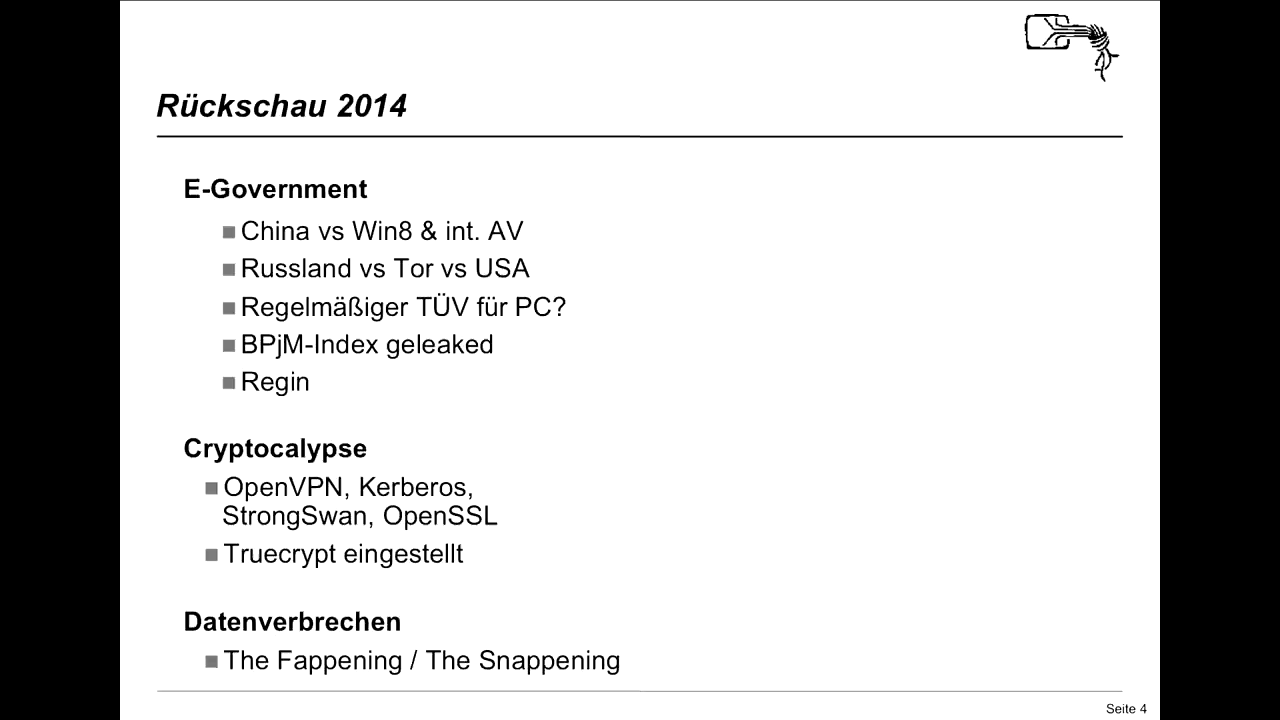 Rückschau 2014
E-Government
China vs Win8 & int. AV
Russland vs Tor vs USA
Regelmäßiger TÜV für PC?
BPjM-Index geleaked
Regin
Cryptocalypse
OpenVPN, Kerberos,
StrongSwan, OpenSSL
Truecrypt eingestellt
Datenverbrechen
The Fappening / The Snappening
Seite 4